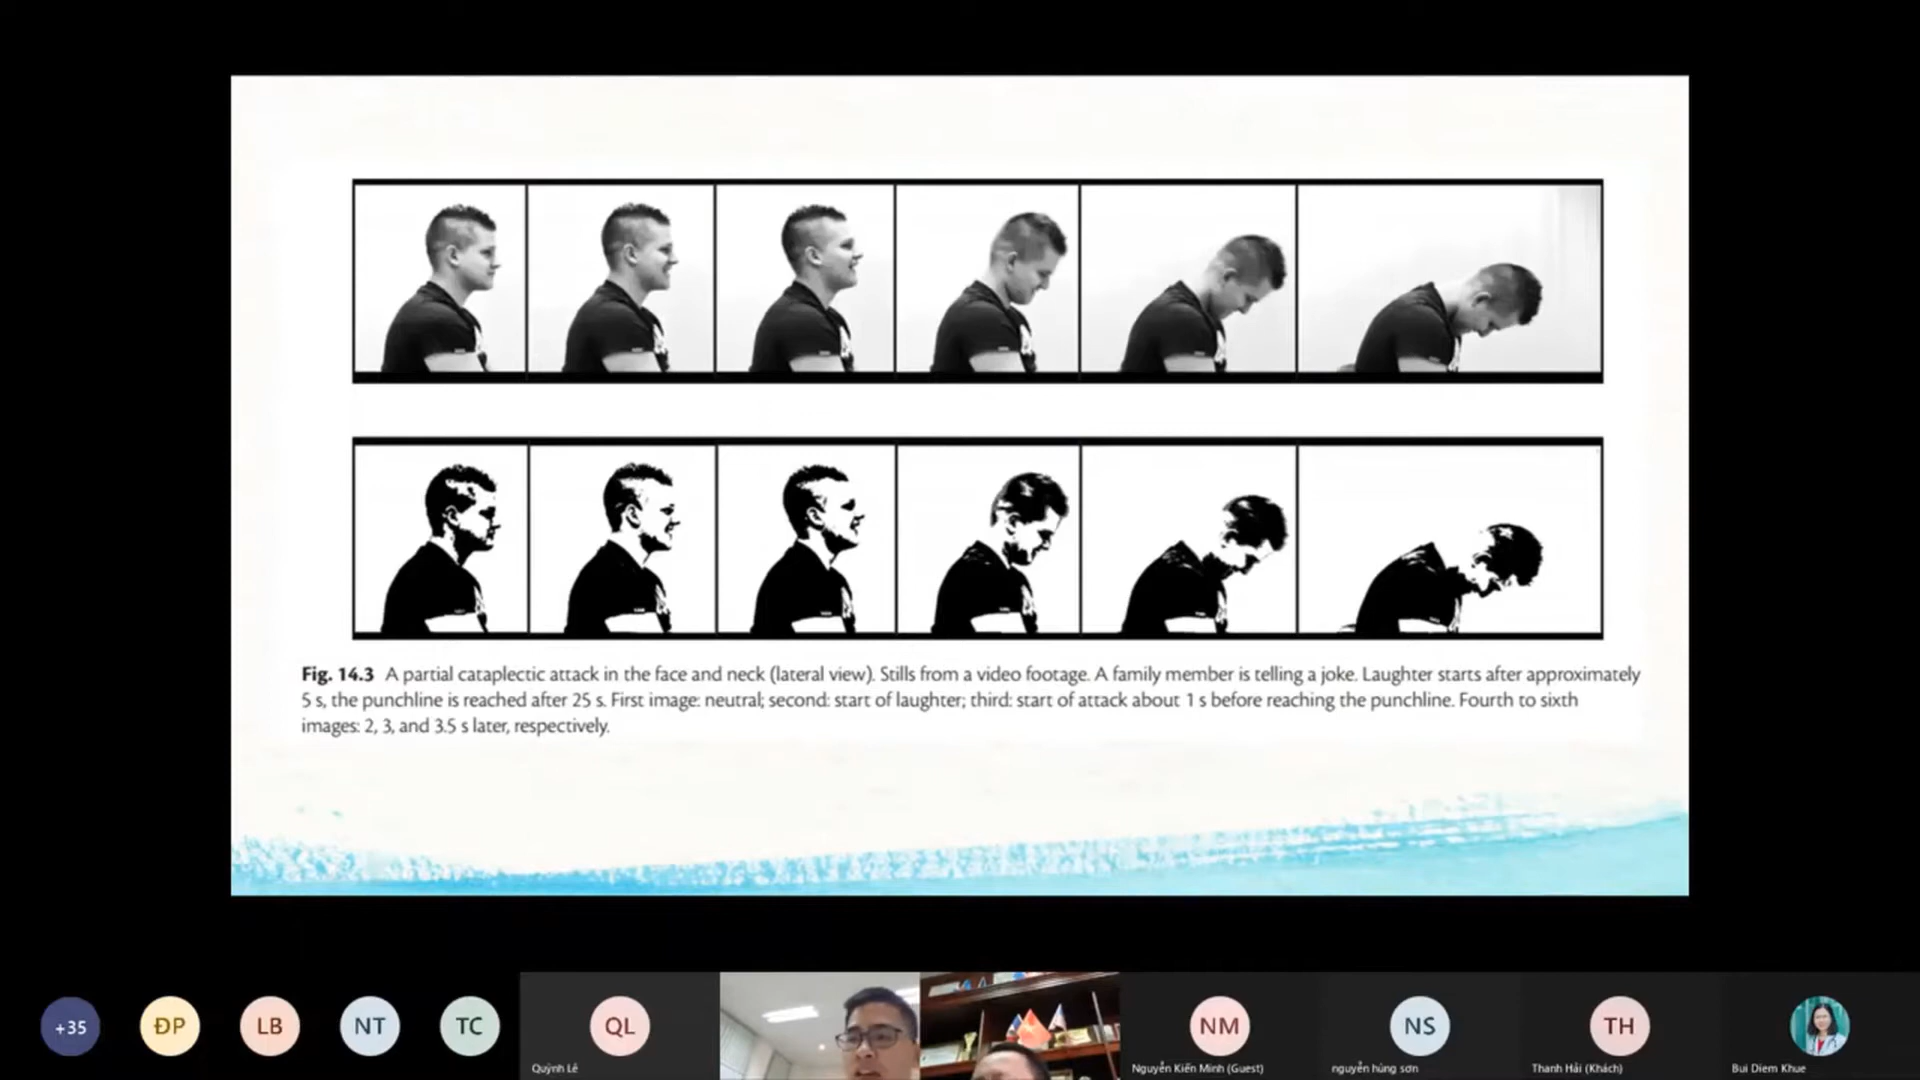 Fig. 14.3 A partial cataplectic attack in the face and neck (lateral view). Stills from a video footage. A family member is telling a joke. Laughter starts after approximately
5 s, the punchline is reached after 25 s. First image: neutral; second: start of laughter; third: start of attack about 1 s before reaching the punchline. Fourth to sixth
images: 2, 3, and 3.5 s later, respectively.
+35
ĐP
LB
NT
TC
QL
NM
NS
TH
Quỳnh Lê
Nguyễn Kiến Minh (Guest)
nguyễn hùng sơn
Thanh Hải (Khách)
Bui Diem Khue